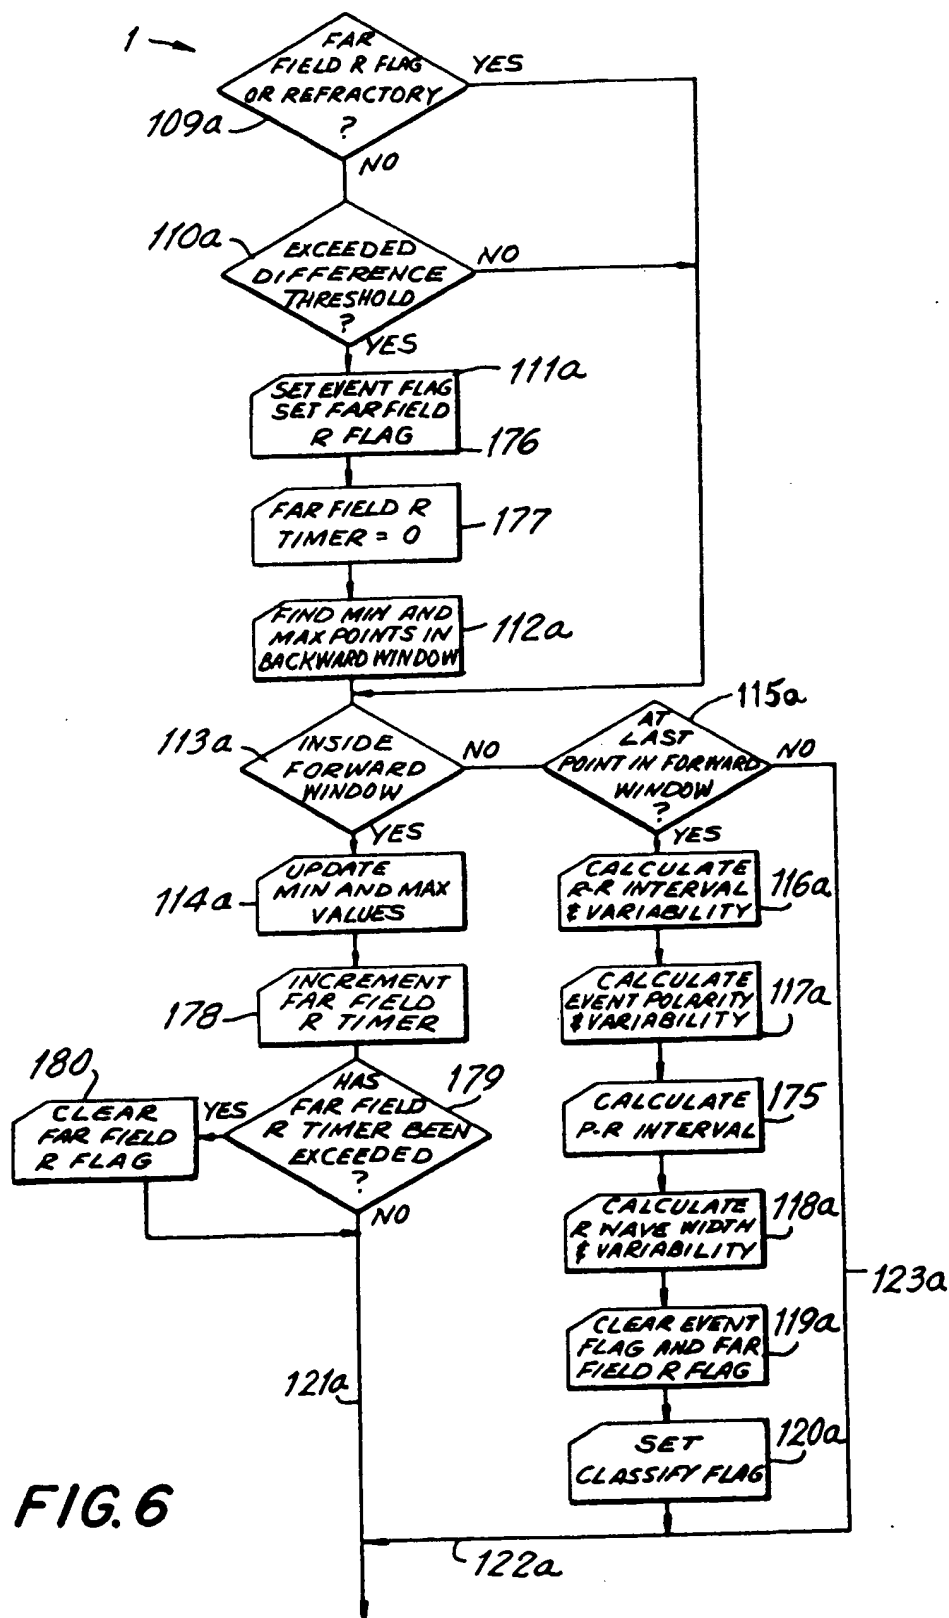 1
FAR
FIELD R FLAG
OR REFRACTORY
?
YES
109a
NO
110a
EXCEEDED
DIFFERENCE
THRESHOLD
?
NO
YES
111a
SET EVENT FLAG
SET FAR FIELD
R FLAG
176
FAR FIELD R
TIMER = 0
177
FIND MIN AND
MAX POINTS IN
BACKWARD WINDOW
112a
113a
INSIDE
FORWARD
WINDOW
NO
YES
115a
AT
LAST
POINT IN FORWARD
WINDOW
?
NO
YES
114a
UPDATE
MIN AND MAX
VALUES
CALCULATE
R-R INTERVAL
& VARIABILITY
116a
178
INCREMENT
FAR FIELD
R TIMER
CALCULATE
EVENT POLARITY
& VARIABILITY
117a
180
CLEAR
FAR FIELD
R FLAG
YES
HAS
FAR FIELD
R TIMER BEEN
EXCEEDED
?
179
NO
CALCULATE
P-R INTERVAL
175
CALCULATE
R WAVE WIDTH
& VARIABILITY
118a
123a
CLEAR EVENT
FLAG AND FAR
FIELD R FLAG
119a
121a
SET
CLASSIFY FLAG
120a
122a
FIG. 6